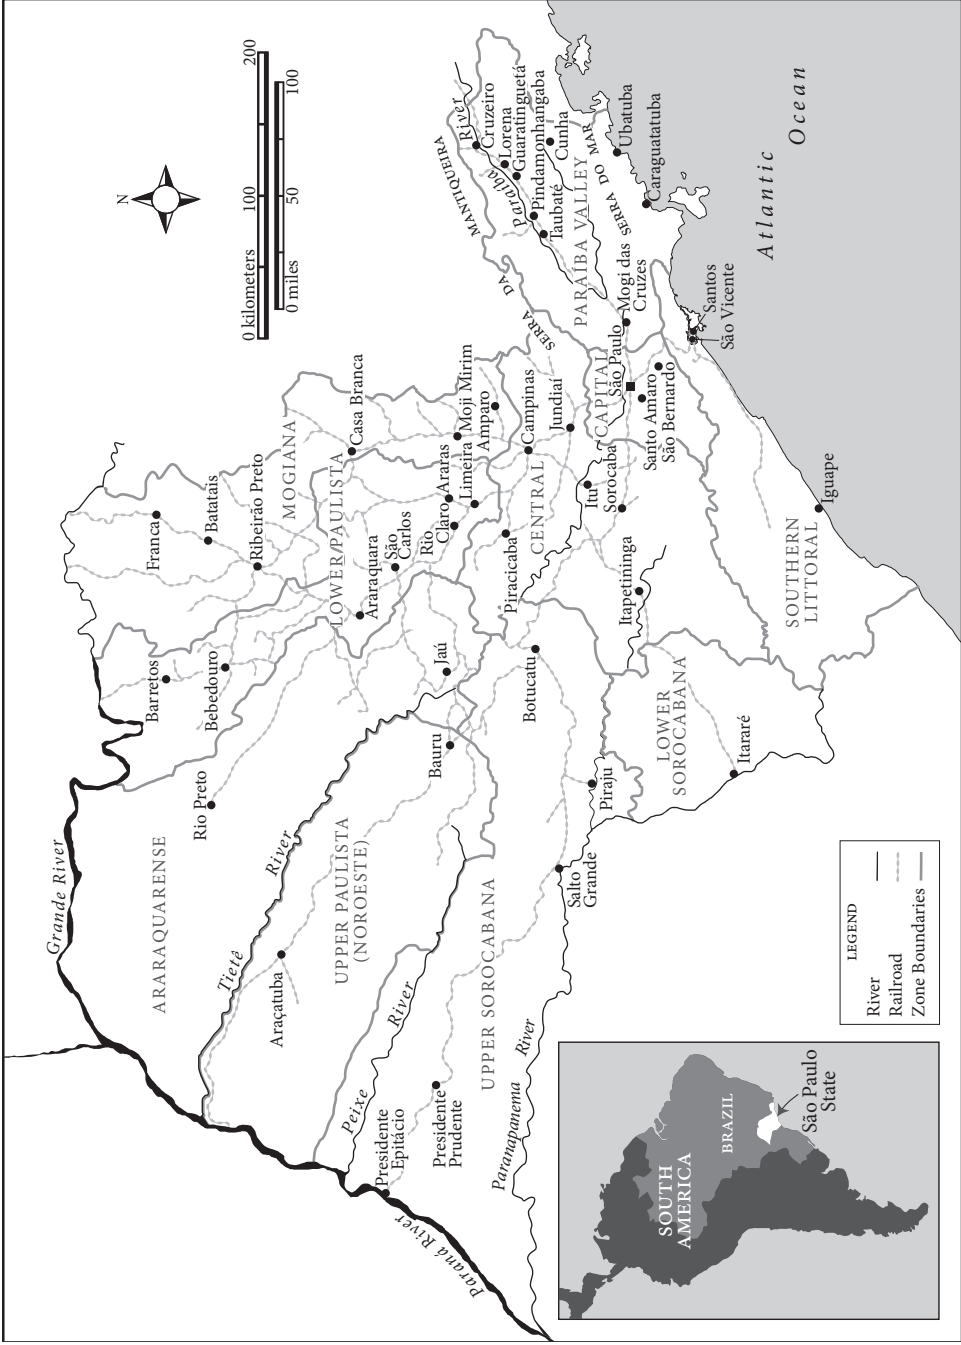 Grande River
Barretos
Franca
Batatais
Bebedouro
Ribeirão Preto
Rio Preto
MOGIANA
ARARAQUARENSE
N
0 kilometers
100
200
0 miles
50
100
LOWER PAULISTA
Casa Branca
Araraquara
São
Carlos
Rio
Claro
Araras
Limeira
Moji Mirim
Amparo
Tietê
River
Araçatuba
UPPER PAULISTA
(NOROESTE)
Bauru
Jaú
Piracicaba
CENTRAL
Campinas
Jundiaí
SERRA
DA
MANTIQUEIRA
Paraíba
River
Cruzeiro
Lorena
Guaratinguetá
Pindamonhangaba
Taubaté
Cunha
PARAÍBA VALLEY
SERRA DO MAR
Ubatuba
Caraguatatuba
Peixe
River
Presidente
Epitácio
Presidente
Prudente
UPPER SOROCABANA
Botucatu
Itu
Sorocaba
CAPITAL
São Paulo
Mogi das
Cruzes
Santo Amaro
São Bernardo
Santos
São Vicente
Paraná River
Paranapanema
River
Salto
Grande
Piraju
Itapetininga
LOWER
SOROCABANA
Itararé
SOUTHERN
LITTORAL
Iguape
Atlantic
Ocean
SOUTH
AMERICA
BRAZIL
São Paulo
State
LEGEND
River
Railroad
Zone Boundaries